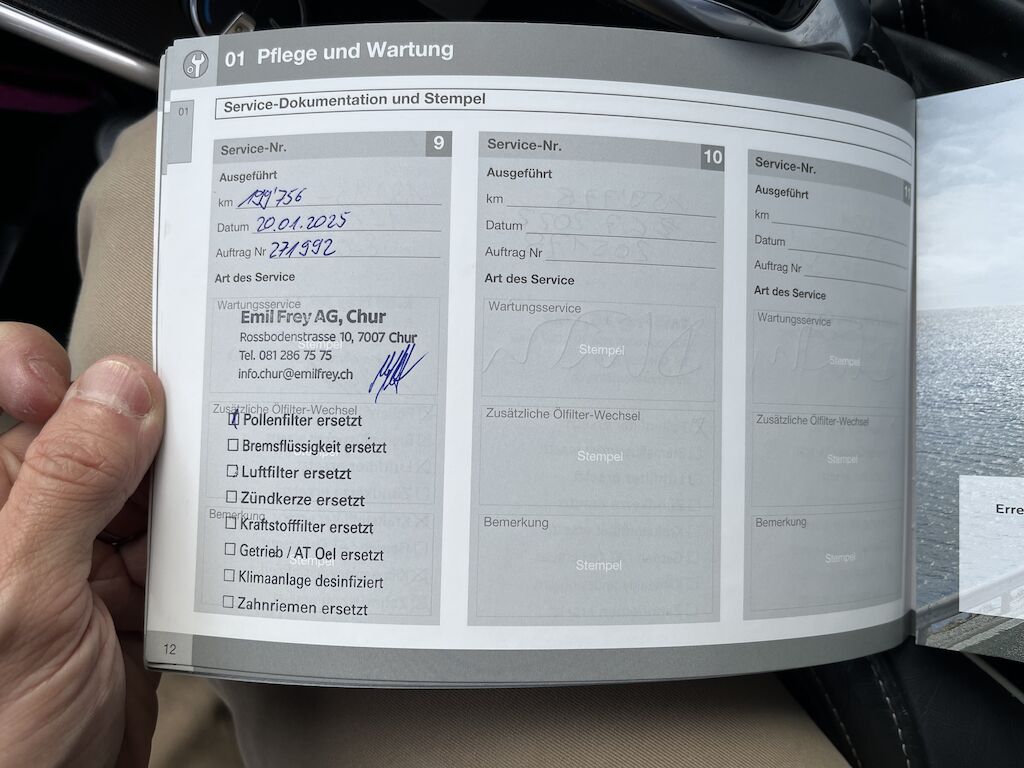 01 Pflege und Wartung
01
Service-Dokumentation und Stempel
Service-Nr. 9
Ausgeführt
km 199'756
Datum 20.01.2025
Auftrag Nr 271992
Art des Service
Wartungsservice
Emil Frey AG, Chur
Rossbodenstrasse 10, 7007 Chur
Stempel
Tel. 081 286 75 75
info.chur@emilfrey.ch
Zusätzliche Ölfilter-Wechsel
Pollenfilter ersetzt
Bremsflüssigkeit ersetzt
Luftfilter ersetzt
Zündkerze ersetzt
Bemerkung
Kraftstofffilter ersetzt
Getrieb / AT Oel ersetzt
Stempel
Klimaanlage desinfiziert
Zahnriemen ersetzt
Service-Nr. 10
Ausgeführt
km
Datum
Auftrag Nr
Art des Service
Wartungsservice
Stempel
Zusätzliche Ölfilter-Wechsel
Stempel
Bemerkung
Stempel
Service-Nr. 11
Ausgeführt
km
Datum
Auftrag Nr
Art des Service
Wartungsservice
Stempel
Zusätzliche Ölfilter-Wechsel
Stempel
Bemerkung
Stempel
12
Erre